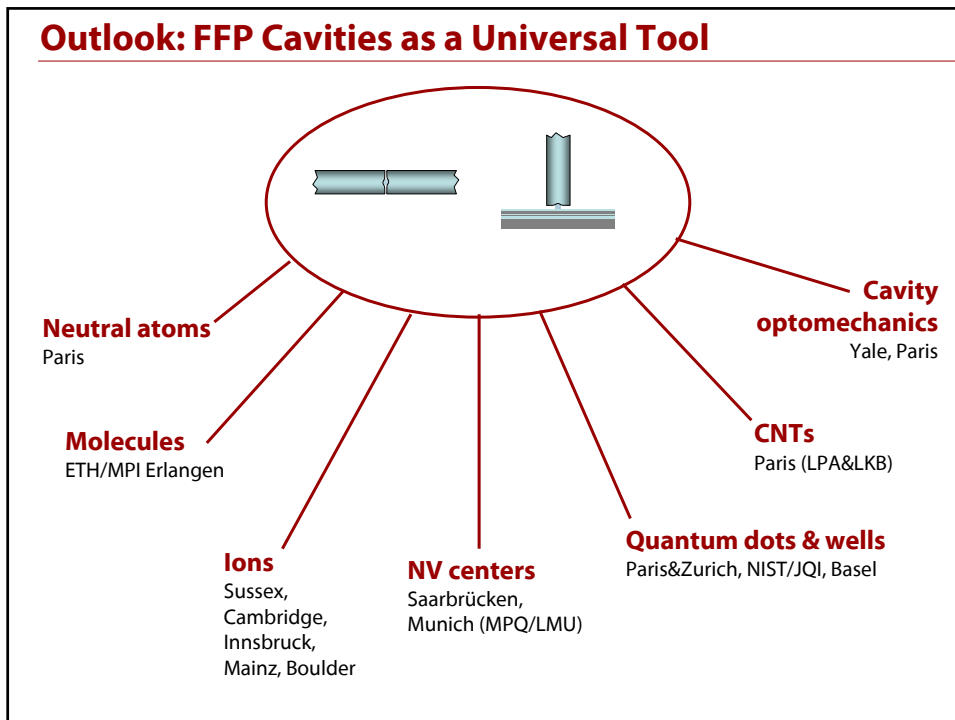 Outlook: FFP Cavities as a Universal Tool
Neutral atoms
Paris
Molecules
ETH/MPI Erlangen
Ions
Sussex,
Cambridge,
Innsbruck,
Mainz, Boulder
NV centers
Saarbrücken,
Munich (MPQ/LMU)
Quantum dots & wells
Paris&Zurich, NIST/JQI, Basel
CNTs
Paris (LPA&LKB)
Cavity
optomechanics
Yale, Paris